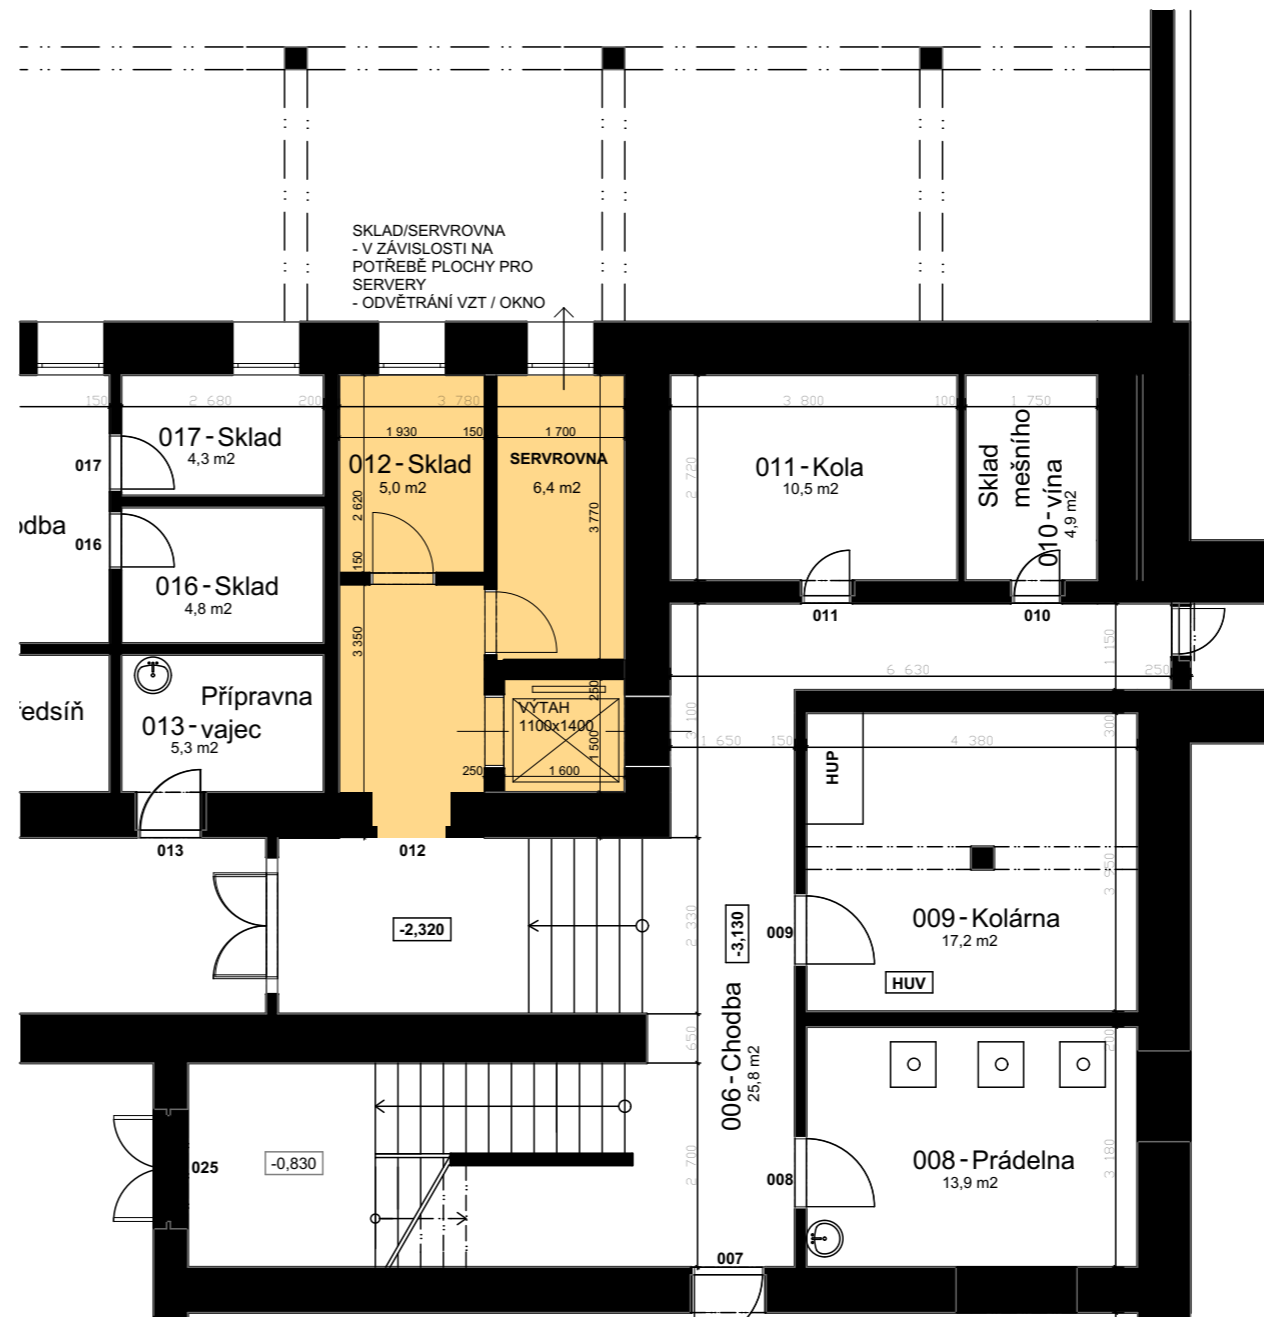 SKLAD/SERVROVNA
- V ZÁVISLOSTI NA
POTŘEBĚ PLOCHY PRO
SERVERY
- ODVĚTRÁNÍ VZT / OKNO
150
2 680
200
3 780
3 800
100
1 750
1 930
150
1 700
017
017-Sklad
4,3 m2
012-Sklad
5,0 m2
SERVROVNA
6,4 m2
011-Kola
10,5 m2
Sklad
mešního
010-vína
4,9 m2
2 620
150
3 770
2 720
odba
016
016-Sklad
4,8 m2
011
010
3 350
1 150
6 630
250
edsíň
Přípravna
013-vajec
5,3 m2
VÝTAH
1100x1400
250
1 500
250
1 600
3 100
1 650
150
4 380
300
HUP
013
012
-2,320
2 330
-3,130
009
3 950
009-Kolárna
17,2 m2
HUV
650
006-Chodba
25,8 m2
200
025
-0,830
2 700
008
008-Prádelna
13,9 m2
3 180
007